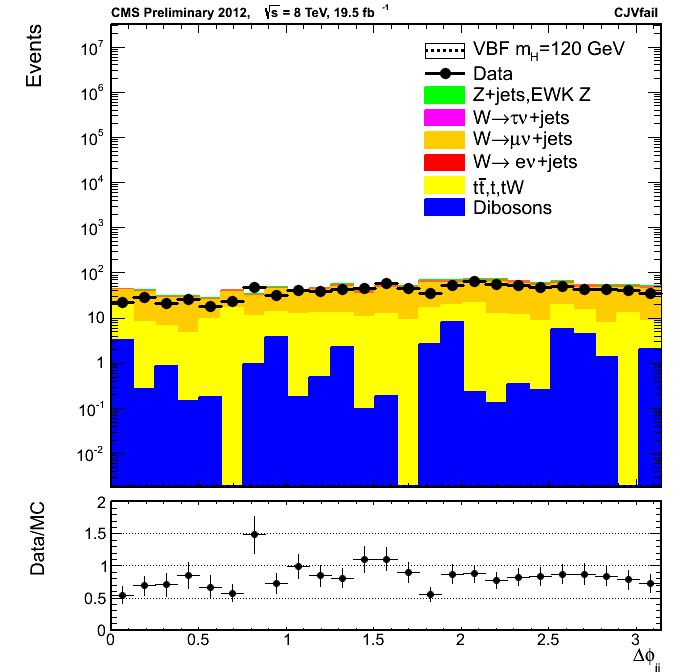 CMS Preliminary 2012, √s = 8 TeV, 19.5 fb⁻¹ CJVfail
Events
10⁷
10⁶
10⁵
10⁴
10³
10²
10
1
10⁻¹
10⁻²
VBF m_H=120 GeV
Data
Z+jets,EWK Z
W→τν+jets
W→μν+jets
W→ eν+jets
tt̄,t,tW
Dibosons
Data/MC
2
1.5
1
0.5
0
0 0.5 1 1.5 2 2.5 3
Δϕ_jj